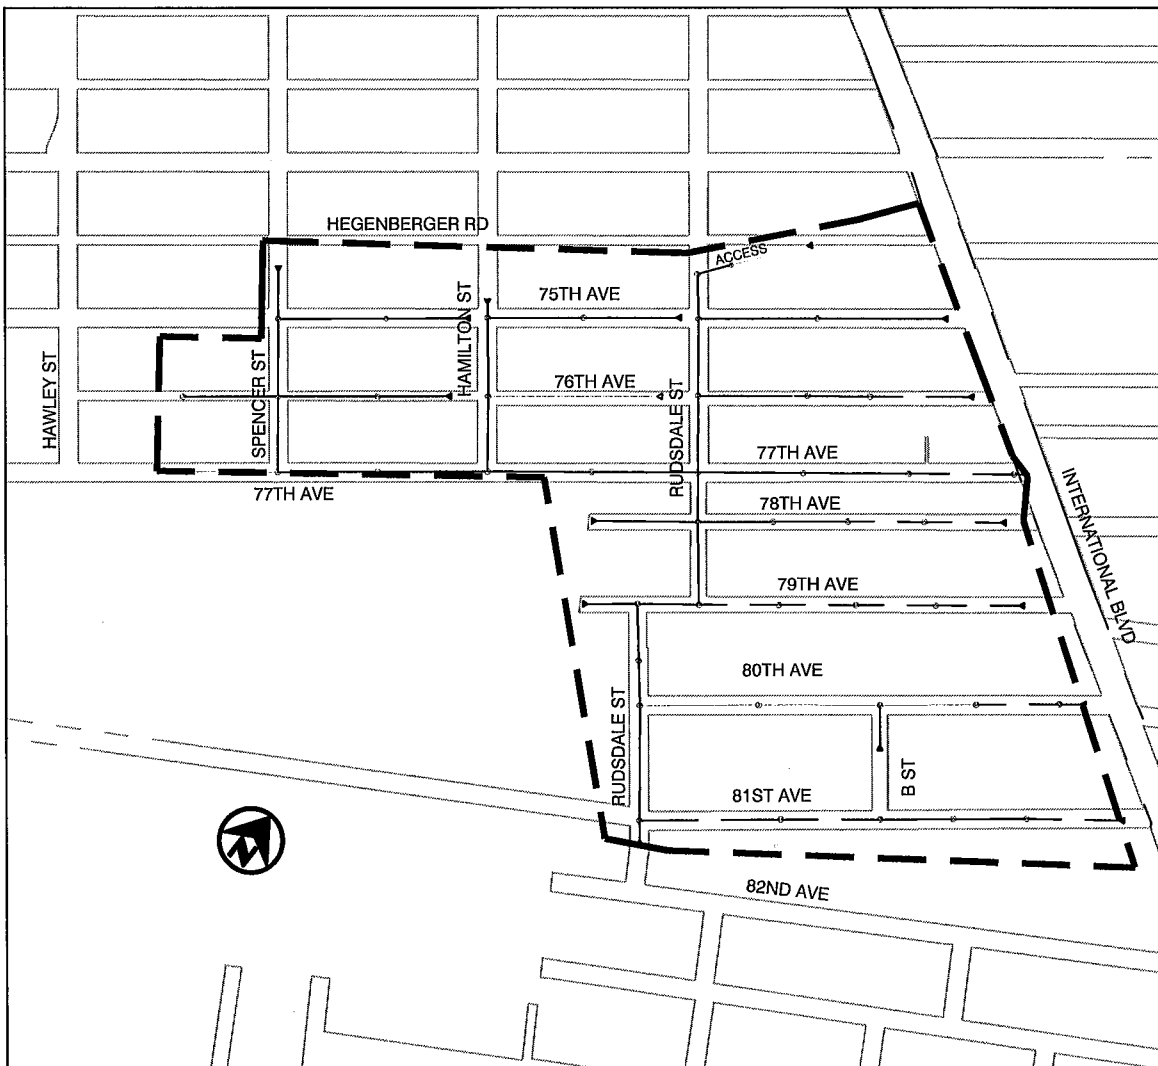 HEGENBERGER RD
ACCESS
75TH AVE
HAMILTON ST
HAWLEY ST
SPENCER ST
76TH AVE
RUDSDALE ST
77TH AVE
77TH AVE
78TH AVE
INTERNATIONAL BLVD
79TH AVE
80TH AVE
RUDSDALE ST
B ST
81ST AVE
82ND AVE
N